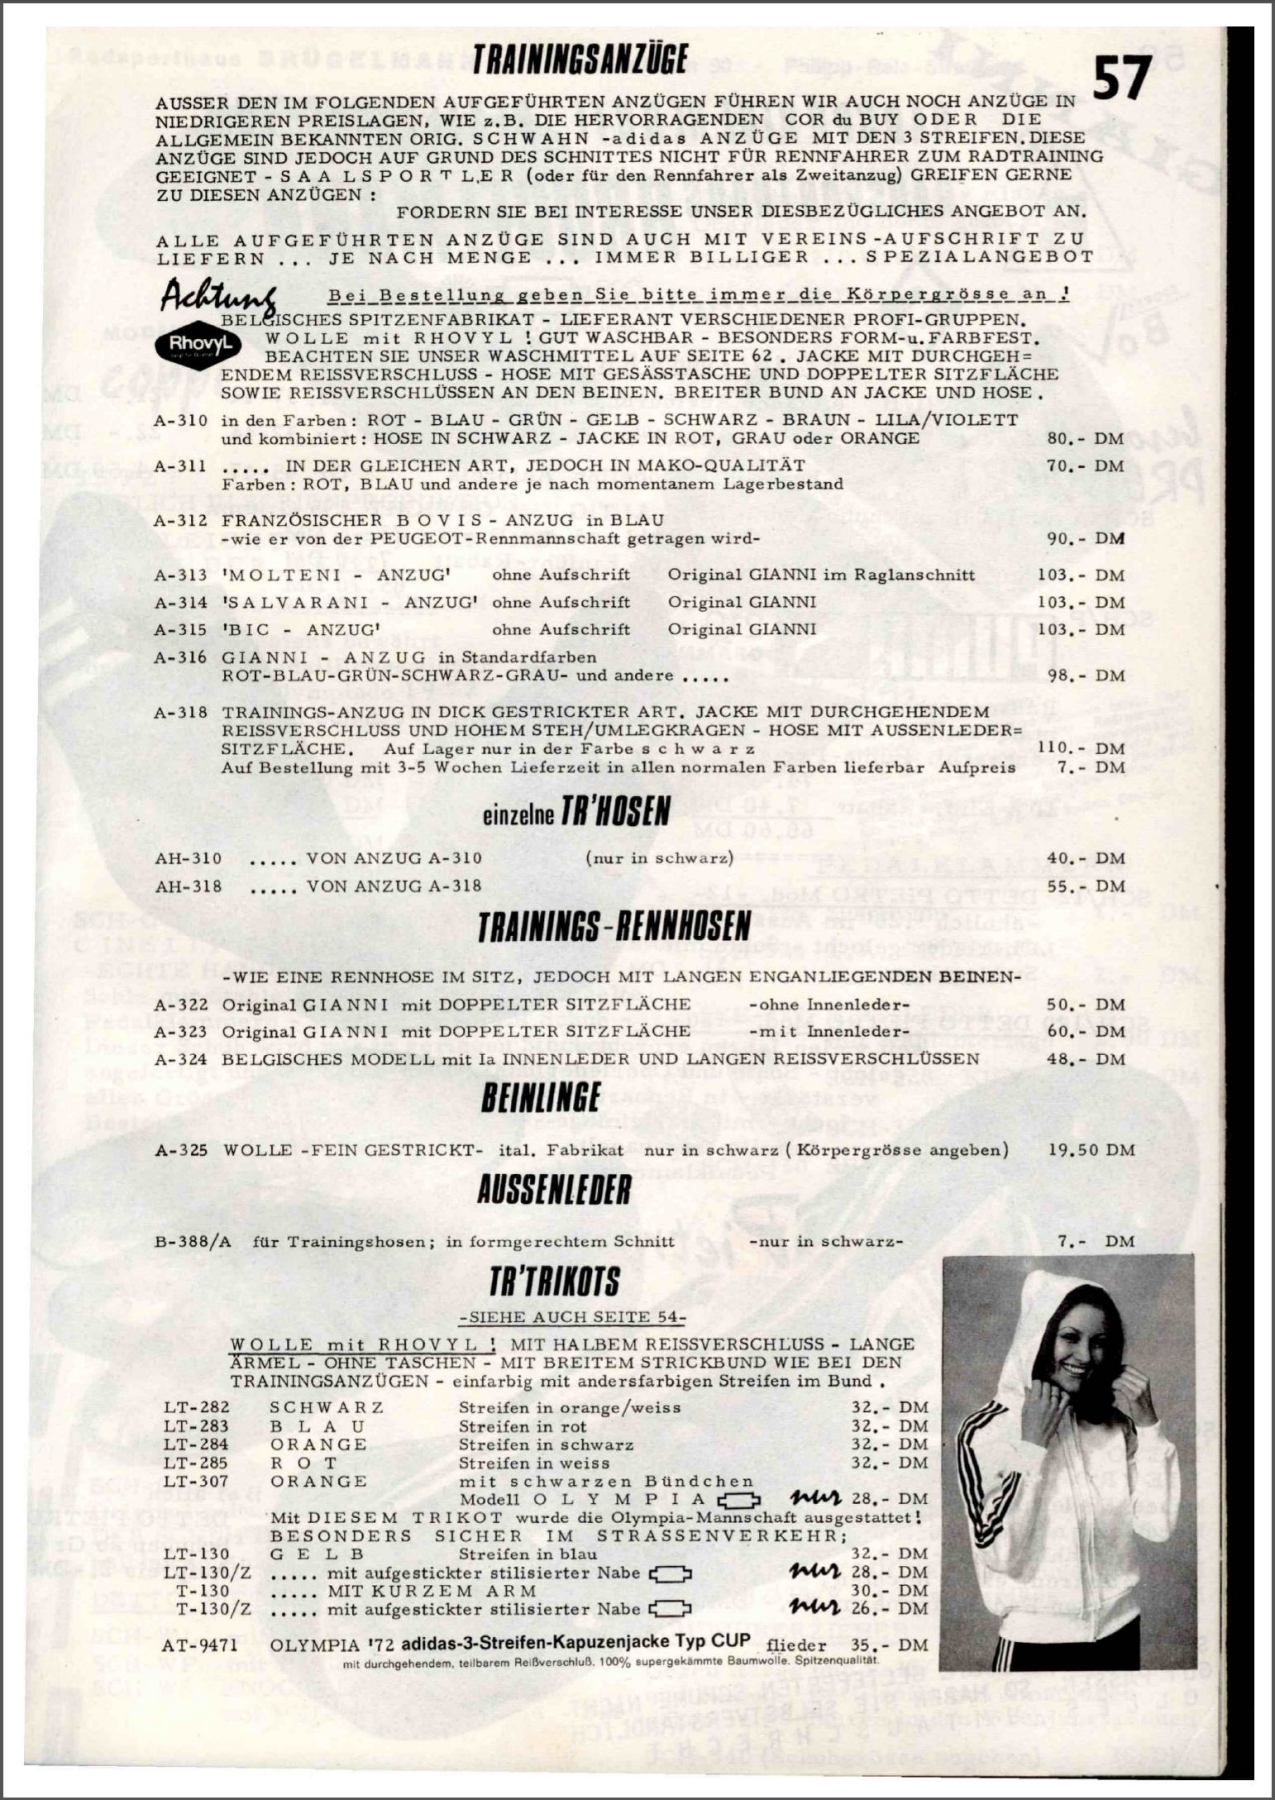 TRAININGSANZÜGE
57
AUSSER DEN IM FOLGENDEN AUFGEFÜHRTEN ANZÜGEN FÜHREN WIR AUCH NOCH ANZÜGE IN
NIEDRIGEREN PREISLAGEN, WIE z.B. DIE HERVORRAGENDEN COR du BUY ODER DIE
ALLGEMEIN BEKANNTEN ORIG. SCHWAHN -adidas ANZÜGE MIT DEN 3 STREIFEN. DIESE
ANZÜGE SIND JEDOCH AUF GRUND DES SCHNITTES NICHT FÜR RENNFAHRER ZUM RADTRAINING
GEEIGNET - S A A L S P O R T L E R (oder für den Rennfahrer als Zweitanzug) GREIFEN GERNE
ZU DIESEN ANZÜGEN :
FORDERN SIE BEI INTERESSE UNSER DIESBEZÜGLICHES ANGEBOT AN.
ALLE AUFGEFÜHRTEN ANZÜGE SIND AUCH MIT VEREINS-AUFSCHRIFT ZU
LIEFERN ... JE NACH MENGE ... IMMER BILLIGER ... SPEZIALANGEBOT
Achtung Bei Bestellung geben Sie bitte immer die Körpergrösse an !
BELGISCHES SPITZENFABRIKAT - LIEFERANT VERSCHIEDENER PROFI-GRUPPEN.
RhovyL WOLLE mit RHOVYL ! GUT WASCHBAR - BESONDERS FORM-u. FARBFEST.
BEACHTEN SIE UNSER WASCHMITTEL AUF SEITE 62 . JACKE MIT DURCHGEH=
ENDEM REISSVERSCHLUSS - HOSE MIT GESÄSSTASCHE UND DOPPELTER SITZFLÄCHE
SOWIE REISSVERSCHLÜSSEN AN DEN BEINEN. BREITER BUND AN JACKE UND HOSE .
A-310 in den Farben: ROT - BLAU - GRÜN - GELB - SCHWARZ - BRAUN - LILA/VIOLETT
und kombiniert: HOSE IN SCHWARZ - JACKE IN ROT, GRAU oder ORANGE 80.- DM
A-311 ..... IN DER GLEICHEN ART, JEDOCH IN MAKO-QUALITÄT 70.- DM
Farben: ROT, BLAU und andere je nach momentanem Lagerbestand
A-312 FRANZÖSISCHER B O V I S - ANZUG in BLAU
-wie er von der PEUGEOT-Rennmannschaft getragen wird- 90.- DM
A-313 'MOLTENI - ANZUG' ohne Aufschrift Original GIANNI im Raglanschnitt 103.- DM
A-314 'SALVARANI - ANZUG' ohne Aufschrift Original GIANNI 103.- DM
A-315 'BIC - ANZUG' ohne Aufschrift Original GIANNI 103.- DM
A-316 GIANNI - ANZUG in Standardfarben
ROT-BLAU-GRÜN-SCHWARZ-GRAU- und andere ..... 98.- DM
A-318 TRAININGS-ANZUG IN DICK GESTRICKTER ART. JACKE MIT DURCHGEHENDEM
REISSVERSCHLUSS UND HOHEM STEH/UMLEGKRAGEN - HOSE MIT AUSSENLEDER=
SITZFLÄCHE. Auf Lager nur in der Farbe s c h w a r z 110.- DM
Auf Bestellung mit 3-5 Wochen Lieferzeit in allen normalen Farben lieferbar Aufpreis 7.- DM
einzelne TR'HOSEN
AH-310 ..... VON ANZUG A-310 (nur in schwarz) 40.- DM
AH-318 ..... VON ANZUG A-318 55.- DM
TRAININGS-RENNHOSEN
-WIE EINE RENNHOSE IM SITZ, JEDOCH MIT LANGEN ENGANLIEGENDEN BEINEN-
A-322 Original GIANNI mit DOPPELTER SITZFLÄCHE -ohne Innenleder- 50.- DM
A-323 Original GIANNI mit DOPPELTER SITZFLÄCHE -mit Innenleder- 60.- DM
A-324 BELGISCHES MODELL mit Ia INNENLEDER UND LANGEN REISSVERSCHLÜSSEN 48.- DM
BEINLINGE
A-325 WOLLE -FEIN GESTRICKT- ital. Fabrikat nur in schwarz ( Körpergrösse angeben) 19.50 DM
AUSSENLEDER
B-388/A für Trainingshosen; in formgerechtem Schnitt -nur in schwarz- 7.- DM
TR'TRIKOTS
-SIEHE AUCH SEITE 54-
WOLLE mit RHOVYL ! MIT HALBEM REISSVERSCHLUSS - LANGE
ÄRMEL - OHNE TASCHEN - MIT BREITEM STRICKBUND WIE BEI DEN
TRAININGSANZÜGEN - einfarbig mit andersfarbigen Streifen im Bund .
LT-282 SCHWARZ Streifen in orange/weiss 32.- DM
LT-283 B L A U Streifen in rot 32.- DM
LT-284 ORANGE Streifen in schwarz 32.- DM
LT-285 R O T Streifen in weiss 32.- DM
LT-307 ORANGE mit schwarzen Bündchen
Modell O L Y M P I A nur 28.- DM
Mit DIESEM TRIKOT wurde die Olympia-Mannschaft ausgestattet!
BESONDERS SICHER IM STRASSENVERKEHR;
LT-130 G E L B Streifen in blau 32.- DM
LT-130/Z ..... mit aufgestickter stilisierter Nabe nur 28.- DM
T-130 ..... MIT KURZEM ARM 30.- DM
T-130/Z ..... mit aufgestickter stilisierter Nabe nur 26.- DM
AT-9471 OLYMPIA '72 adidas-3-Streifen-Kapuzenjacke Typ CUP flieder 35.- DM
mit durchgehendem, teilbarem Reißverschluß. 100% supergekämmte Baumwolle. Spitzenqualität.